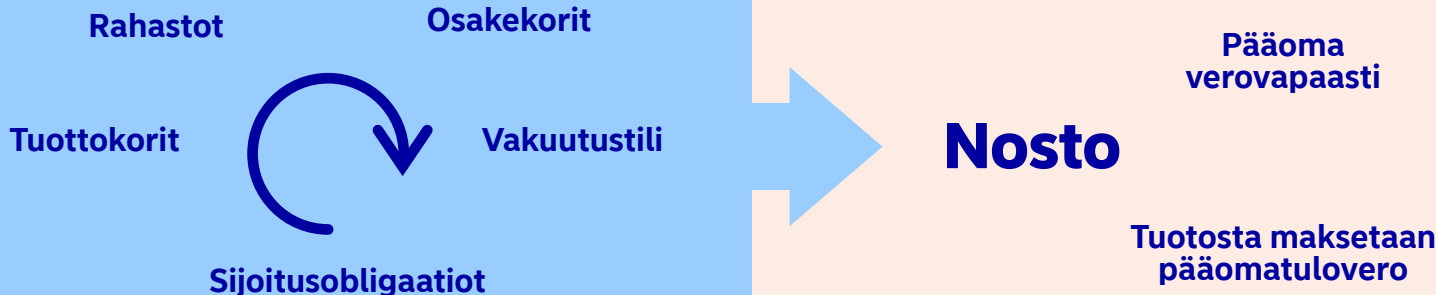 Rahastot
Osakekorit
Tuottokorit
Vakuutustili
Sijoitusobligaatiot
Nosto
Pääoma
verovapaasti
Tuotosta maksetaan
pääomatulovero